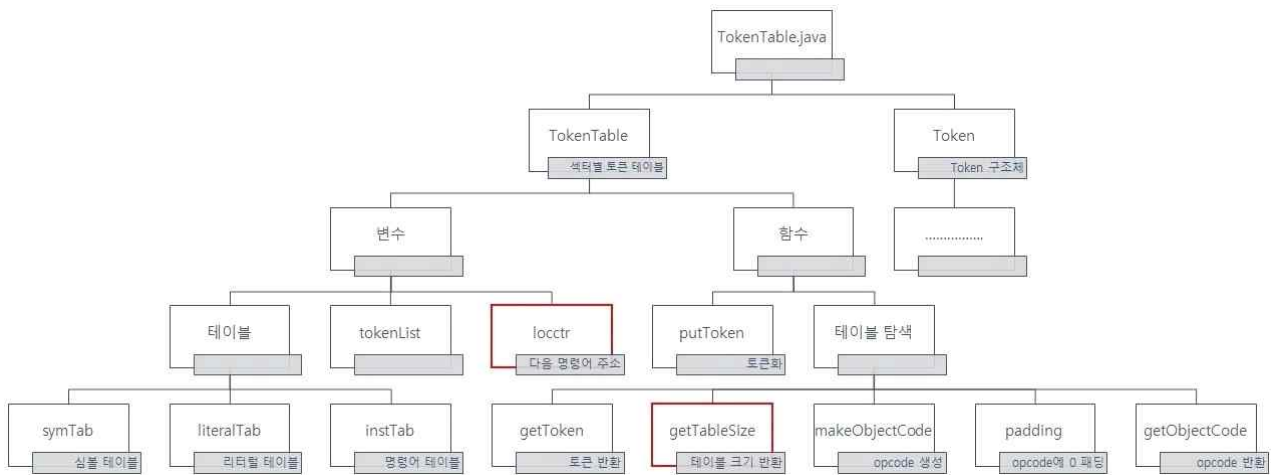 TokenTable.java
TokenTable
섹터별 토큰 테이블
Token
Token 구조체
변수
함수
................
테이블
tokenList
locctr
다음 명령어 주소
putToken
토큰화
테이블 탐색
symTab
심볼 테이블
literalTab
리터럴 테이블
instTab
명령어 테이블
getToken
토큰 반환
getTableSize
테이블 크기 반환
makeObjectCode
opcode 생성
padding
opcode에 0 패딩
getObjectCode
opcode 반환